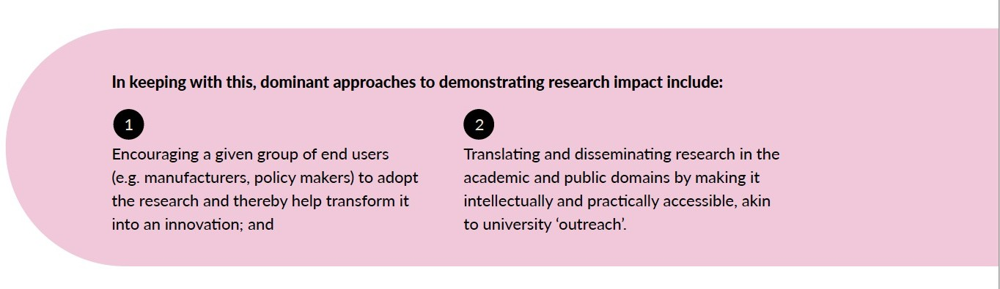 In keeping with this, dominant approaches to demonstrating research impact include:
1
Encouraging a given group of end users
(e.g. manufacturers, policy makers) to adopt
the research and thereby help transform it
into an innovation; and
2
Translating and disseminating research in the
academic and public domains by making it
intellectually and practically accessible, akin
to university ‘outreach’.